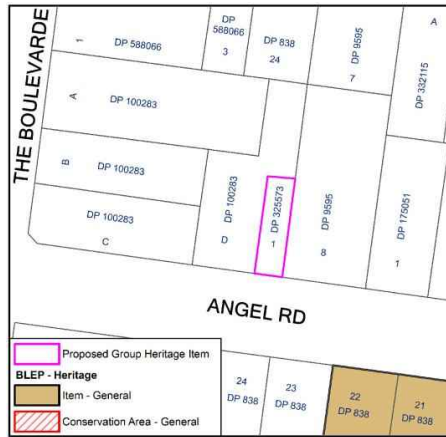 THE BOULEVARDE
1
DP 588066
DP
588066
3
DP 838
24
DP 9595
7
A
DP 332115
A
DP 100283
B
DP 100283
DP 100283
C
DP 100283
D
DP 325573
1
DP 9595
8
DP 175051
1
ANGEL RD
24
DP 838
23
DP 838
22
DP 838
21
DP 838
Proposed Group Heritage Item
BLEP - Heritage
Item - General
Conservation Area - General